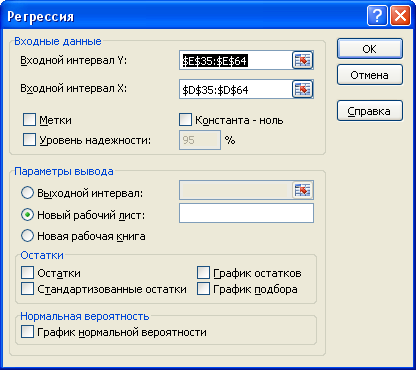 Регрессия
Входные данные
Входной интервал Y: $E$35:$E$64
Входной интервал X: $D$35:$D$64
Метки Константа - ноль
Уровень надежности: 95 %
OK
Отмена
Справка
Параметры вывода
Выходной интервал:
Новый рабочий лист:
Новая рабочая книга
Остатки
Остатки График остатков
Стандартизованные остатки График подбора
Нормальная вероятность
График нормальной вероятности